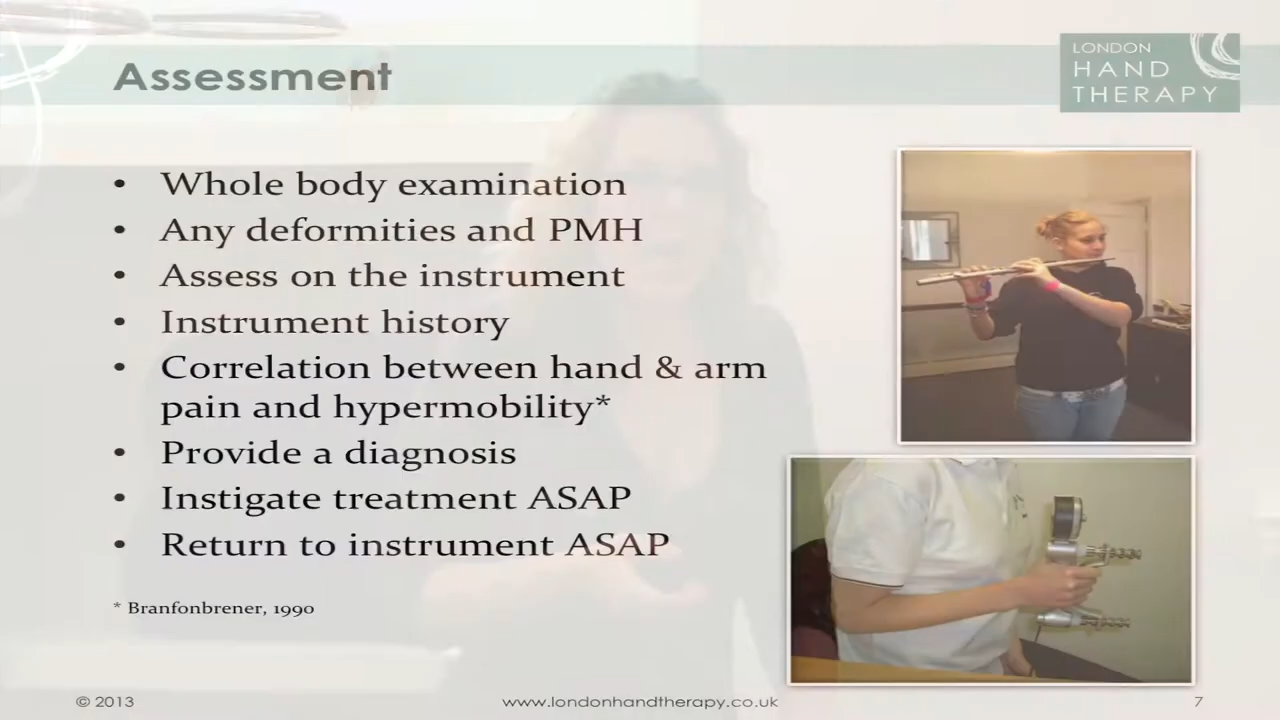 Assessment
LONDON
HAND
THERAPY
• Whole body examination
• Any deformities and PMH
• Assess on the instrument
• Instrument history
• Correlation between hand & arm
pain and hypermobility*
• Provide a diagnosis
• Instigate treatment ASAP
• Return to instrument ASAP
* Branfonbrener, 1990
© 2013
www.londonhandtherapy.co.uk
7